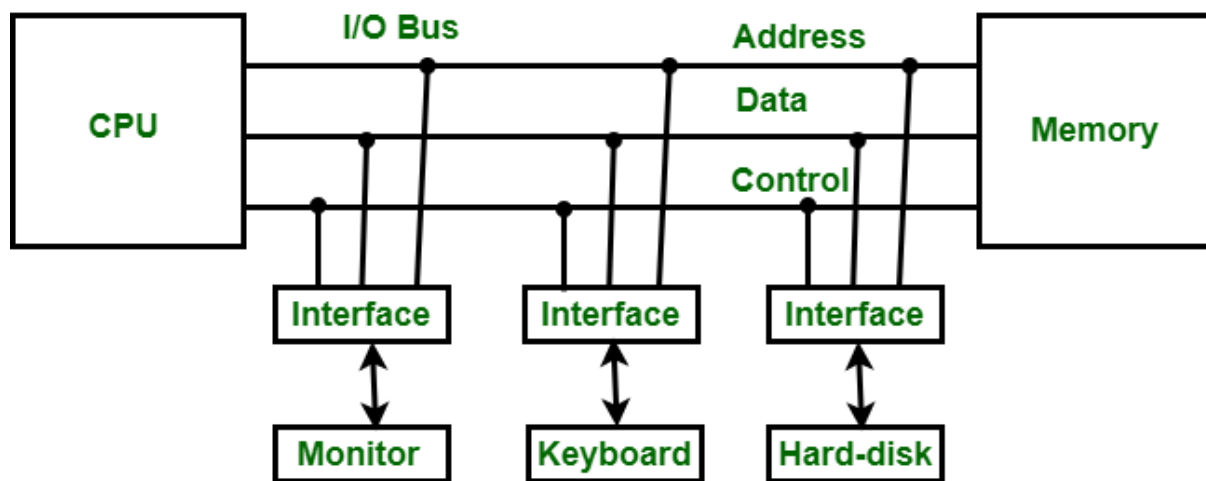 I/O Bus
Address
Data
CPU
Memory
Control
Interface
Interface
Interface
Monitor
Keyboard
Hard-disk